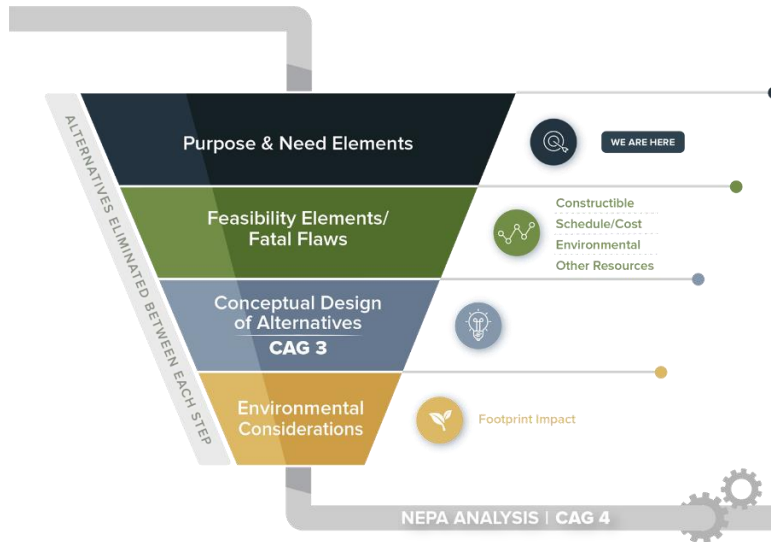 ALTERNATIVES ELIMINATED BETWEEN EACH STEP
Purpose & Need Elements
WE ARE HERE
Feasibility Elements/
Fatal Flaws
Constructible
Schedule/Cost
Environmental
Other Resources
Conceptual Design
of Alternatives
CAG 3
Environmental
Considerations
Footprint Impact
NEPA ANALYSIS | CAG 4